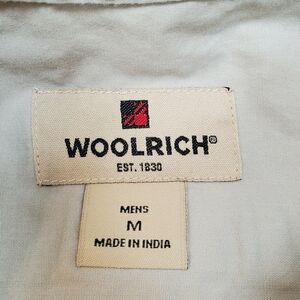 WOOLRICH®
EST. 1830
MENS
M
MADE IN INDIA